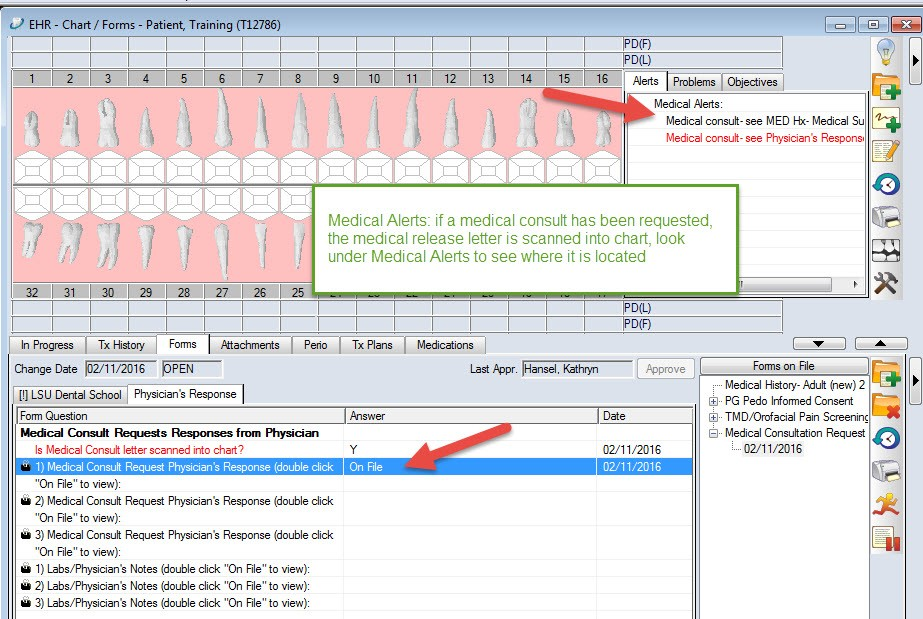 EHR - Chart / Forms - Patient, Training (T12786)
PD(F)
PD(L)
1 2 3 4 5 6 7 8 9 10 11 12 13 14 15 16
Alerts Problems Objectives
Medical Alerts:
Medical consult- see MED Hx- Medical Su
Medical consult- see Physician's Respons
Medical Alerts: if a medical consult has been requested,
the medical release letter is scanned into chart, look
under Medical Alerts to see where it is located
32 31 30 29 28 27 26 25
PD(L)
PD(F)
In Progress Tx History Forms Attachments Perio Tx Plans Medications
Change Date 02/11/2016 OPEN Last Appr. Hansel, Kathryn Approve
Forms on File
[!] LSU Dental School Physician's Response
Medical History- Adult (new) 2
PG Pedo Informed Consent
TMD/Orofacial Pain Screening
Medical Consultation Request
02/11/2016
Form Question Answer Date
Medical Consult Requests Responses from Physician
Is Medical Consult letter scanned into chart? Y 02/11/2016
1) Medical Consult Request Physician's Response (double click On File 02/11/2016
"On File" to view):
2) Medical Consult Request Physician's Response (double click
"On File" to view):
3) Medical Consult Request Physician's Response (double click
"On File" to view):
1) Labs/Physician's Notes (double click "On File" to view):
2) Labs/Physician's Notes (double click "On File" to view):
3) Labs/Physician's Notes (double click "On File" to view):